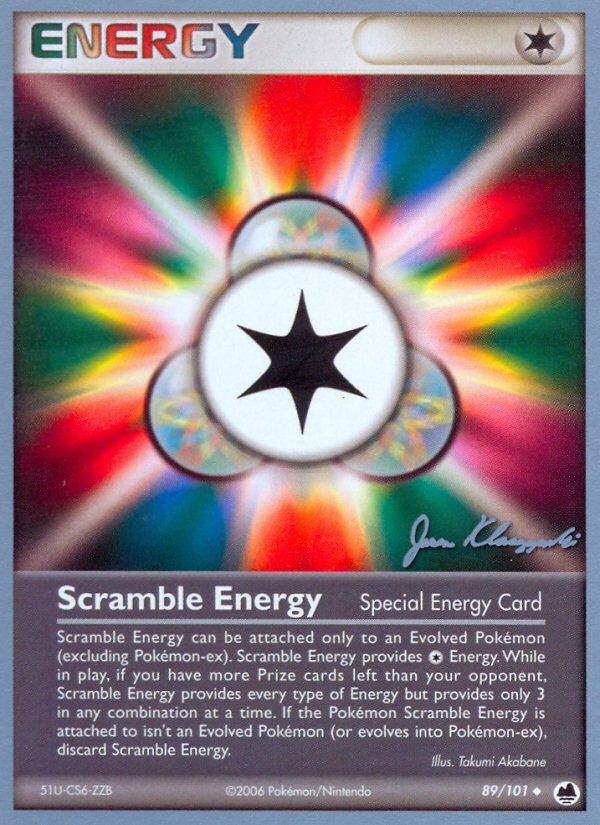 ENERGY
Jason Klaczynski
Scramble Energy Special Energy Card
Scramble Energy can be attached only to an Evolved Pokémon
(excluding Pokémon-ex). Scramble Energy provides Energy. While
in play, if you have more Prize cards left than your opponent,
Scramble Energy provides every type of Energy but provides only 3
in any combination at a time. If the Pokémon Scramble Energy is
attached to isn't an Evolved Pokémon (or evolves into Pokémon-ex),
discard Scramble Energy.
Illus. Takumi Akabane
51U-CS6-ZZB ©2006 Pokémon/Nintendo 89/101